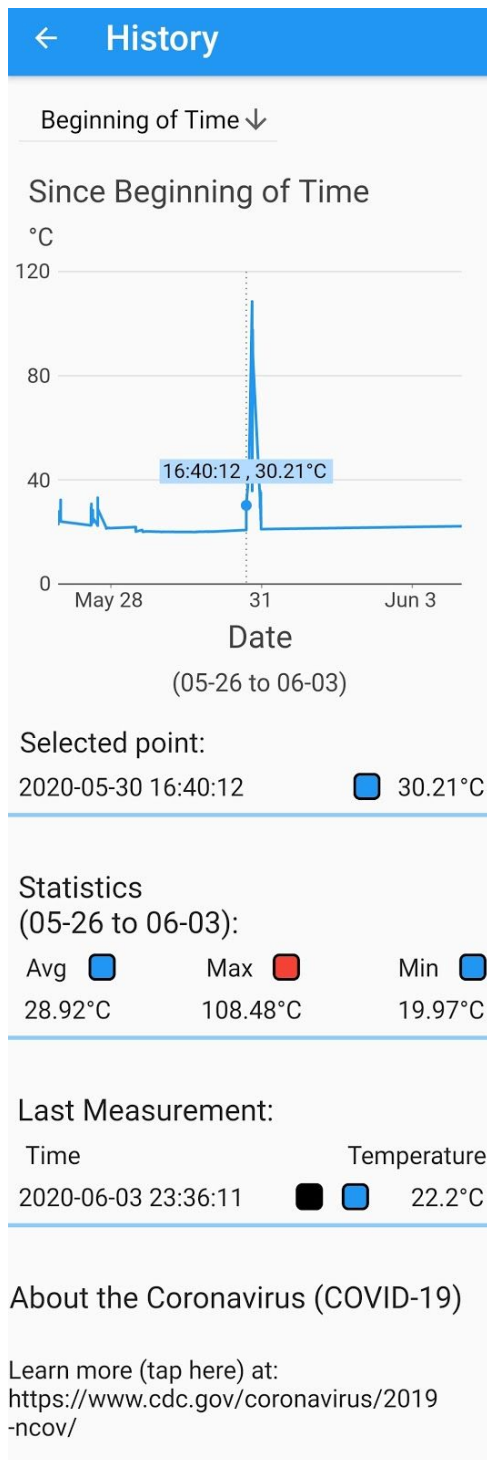 History
Beginning of Time
Since Beginning of Time
°C
120
80
16:40:12 , 30.21°C
40
0
May 28 31 Jun 3
Date
(05-26 to 06-03)
Selected point:
2020-05-30 16:40:12 30.21°C
Statistics
(05-26 to 06-03):
Avg Max Min
28.92°C 108.48°C 19.97°C
Last Measurement:
Time Temperature
2020-06-03 23:36:11 22.2°C
About the Coronavirus (COVID-19)
Learn more (tap here) at:
https://www.cdc.gov/coronavirus/2019
-ncov/